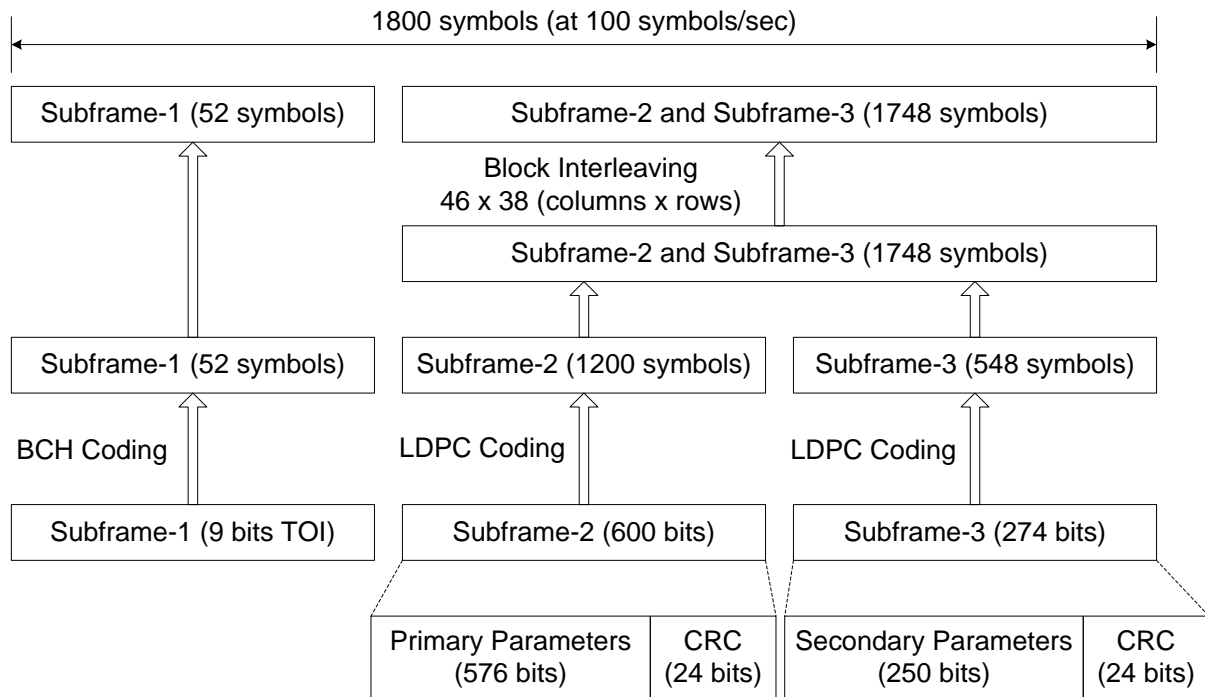 1800 symbols (at 100 symbols/sec)
Subframe-1 (52 symbols)
Subframe-2 and Subframe-3 (1748 symbols)
Block Interleaving
46 x 38 (columns x rows)
Subframe-2 and Subframe-3 (1748 symbols)
Subframe-1 (52 symbols)
Subframe-2 (1200 symbols)
Subframe-3 (548 symbols)
BCH Coding
LDPC Coding
LDPC Coding
Subframe-1 (9 bits TOI)
Subframe-2 (600 bits)
Subframe-3 (274 bits)
Primary Parameters
(576 bits)
CRC
(24 bits)
Secondary Parameters
(250 bits)
CRC
(24 bits)